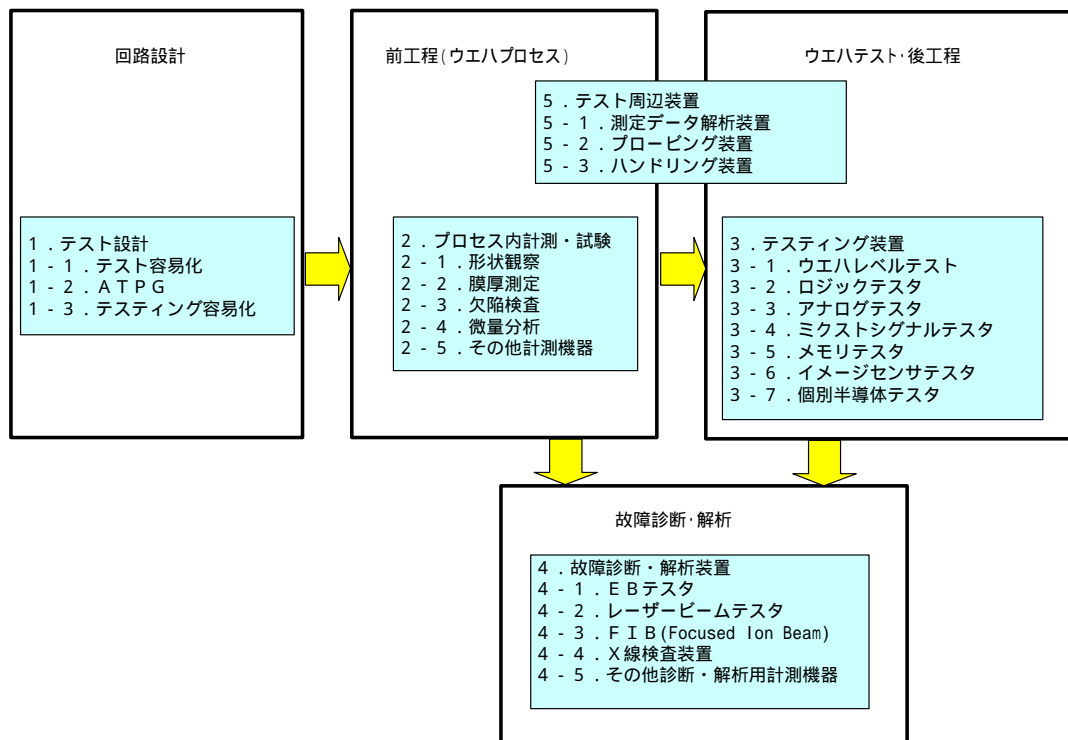 回路設計
前工程(ウエハプロセス)
ウエハテスト･後工程
５．テスト周辺装置
５－１．測定データ解析装置
５－２．プロービング装置
５－３．ハンドリング装置
１．テスト設計
１－１．テスト容易化
１－２．ＡＴＰＧ
１－３．テスティング容易化
２．プロセス内計測・試験
２－１．形状観察
２－２．膜厚測定
２－３．欠陥検査
２－４．微量分析
２－５．その他計測機器
３．テスティング装置
３－１．ウエハレベルテスト
３－２．ロジックテスタ
３－３．アナログテスタ
３－４．ミクストシグナルテスタ
３－５．メモリテスタ
３－６．イメージセンサテスタ
３－７．個別半導体テスタ
故障診断･解析
４．故障診断・解析装置
４－１．ＥＢテスタ
４－２．レーザービームテスタ
４－３．ＦＩＢ(Focused Ion Beam)
４－４．Ｘ線検査装置
４－５．その他診断・解析用計測機器